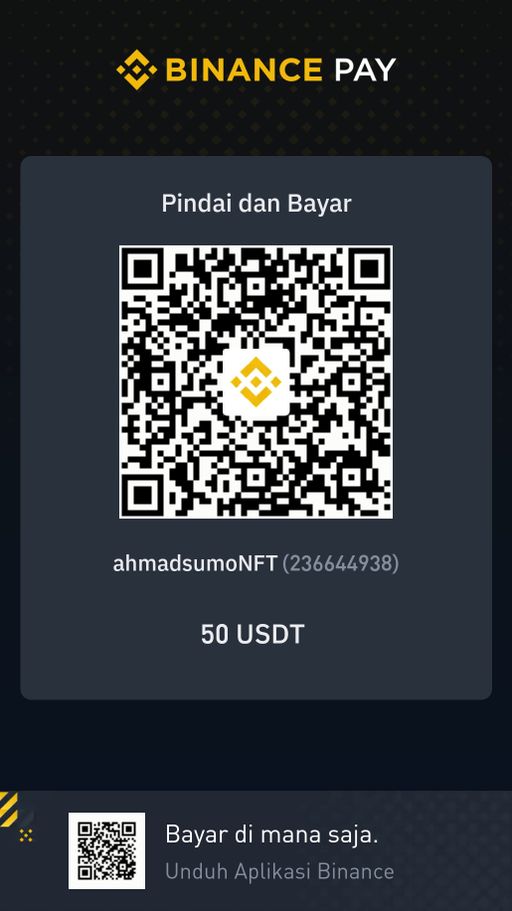 BINANCE PAY
Pindai dan Bayar
ahmadsumoNFT (236644938)
50 USDT
Bayar di mana saja.
Unduh Aplikasi Binance